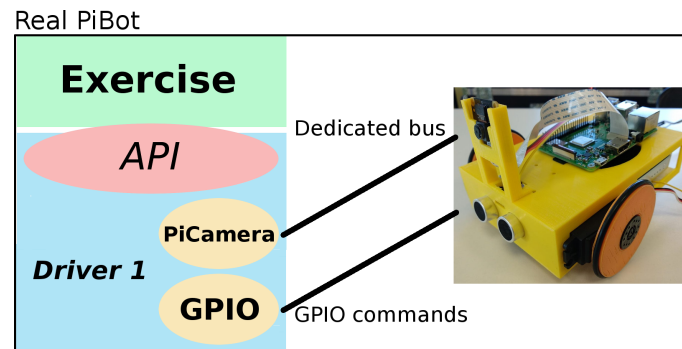 Real PiBot
Exercise
API
Dedicated bus
PiCamera
Driver 1
GPIO
GPIO commands